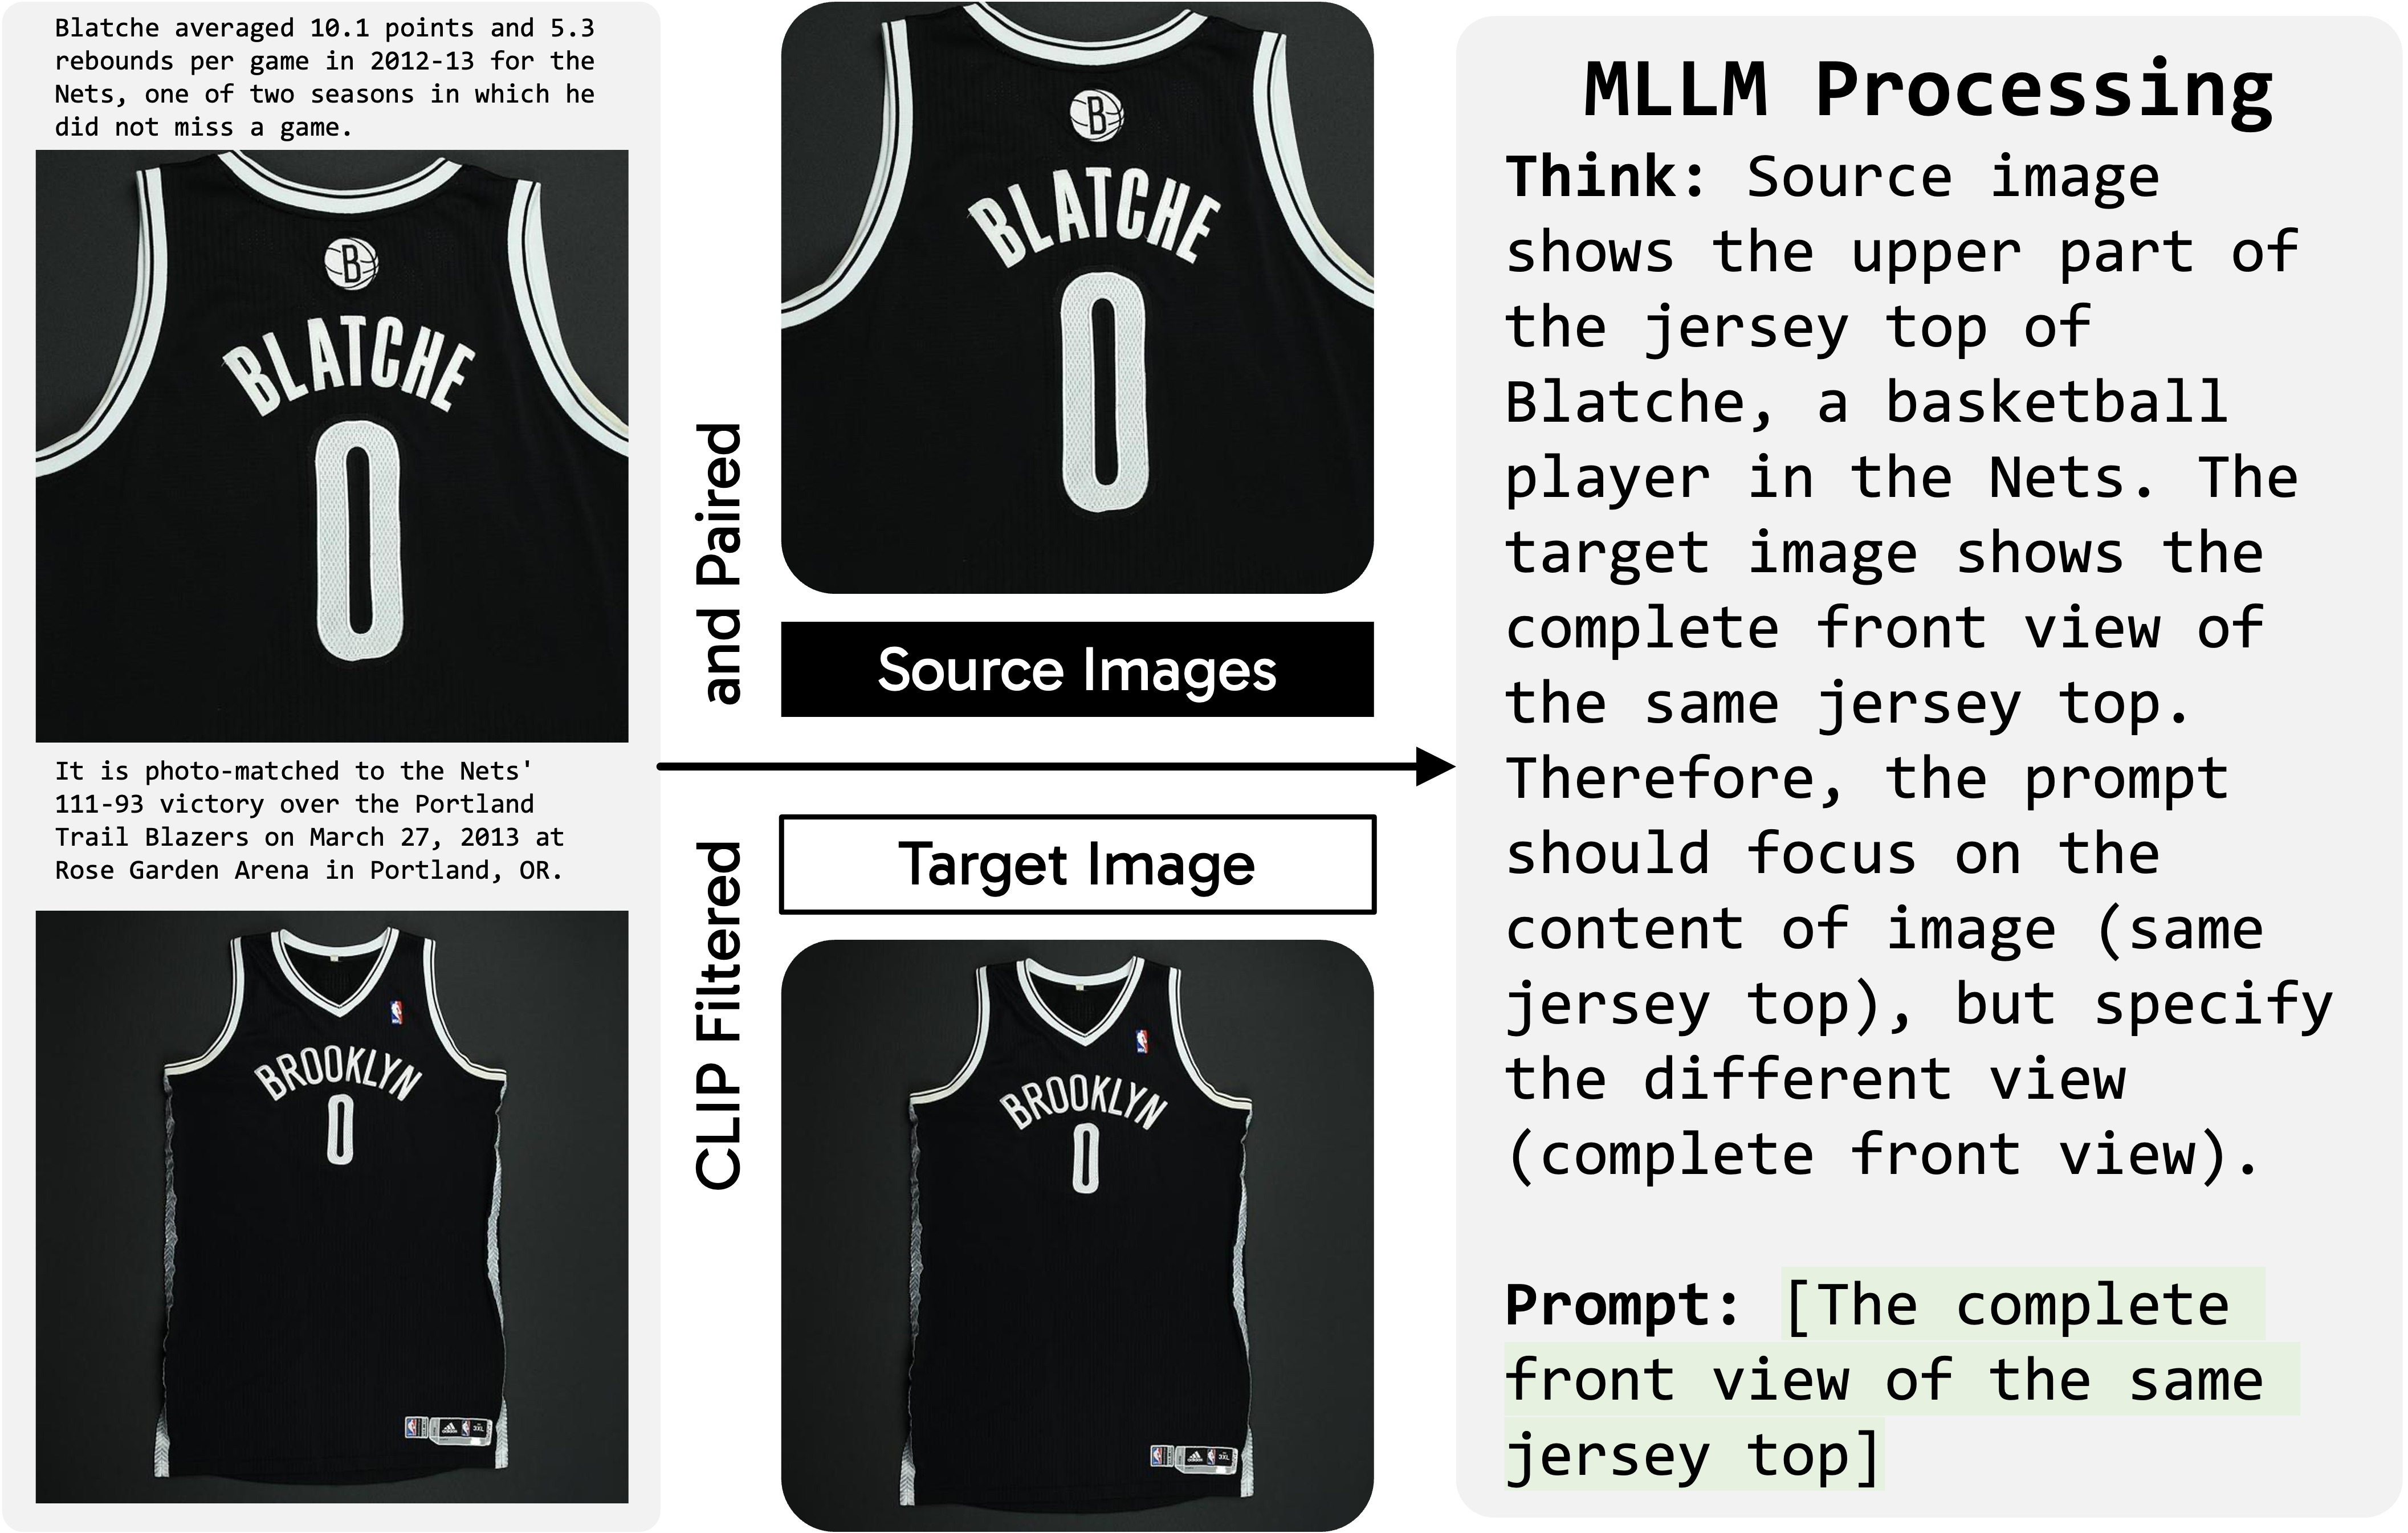 Blatche averaged 10.1 points and 5.3
rebounds per game in 2012-13 for the
Nets, one of two seasons in which he
did not miss a game.
B
BLATCHE
0
It is photo-matched to the Nets'
111-93 victory over the Portland
Trail Blazers on March 27, 2013 at
Rose Garden Arena in Portland, OR.
BROOKLYN
0
adidas
3XL
CLIP Filtered
and Paired
B
BLATCHE
0
Source Images
Target Image
BROOKLYN
0
adidas
3XL
MLLM Processing
Think: Source image
shows the upper part of
the jersey top of
Blatche, a basketball
player in the Nets. The
target image shows the
complete front view of
the same jersey top.
Therefore, the prompt
should focus on the
content of image (same
jersey top), but specify
the different view
(complete front view).
Prompt: [The complete
front view of the same
jersey top]